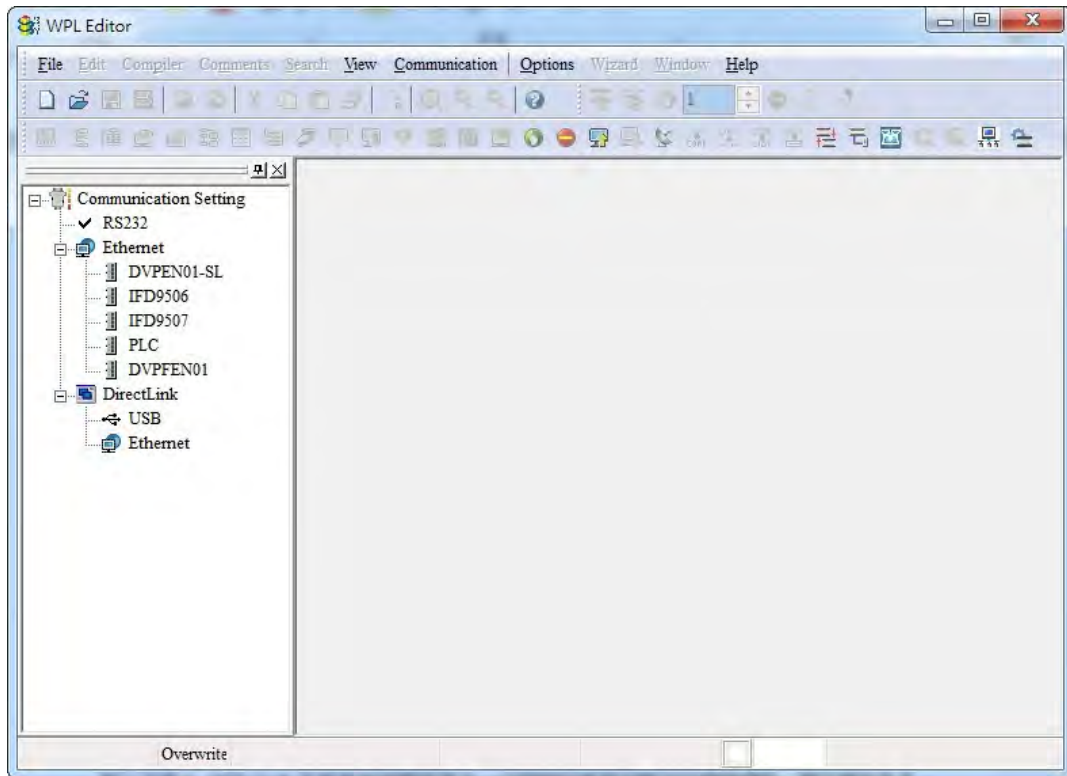 WPL Editor
File Edit Compiler Comments Search View Communication Options Wizard Window Help
1
Communication Setting
RS232
Ethernet
DVPEN01-SL
IFD9506
IFD9507
PLC
DVPFEN01
DirectLink
USB
Ethernet
Overwrite